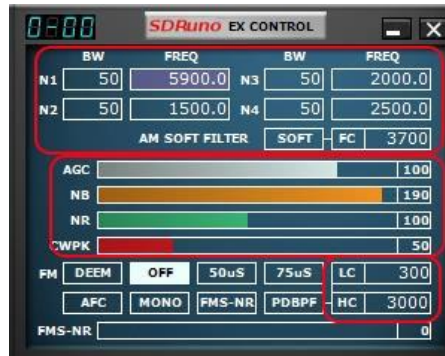 0-00 SDRuno EX CONTROL
BW FREQ BW FREQ
N1 50 5900.0 N3 50 2000.0
N2 50 1500.0 N4 50 2500.0
AM SOFT FILTER SOFT FC 3700
AGC 100
NB 190
NR 100
CWPK 50
FM DEEM OFF 50uS 75uS LC 300
AFC MONO FMS-NR PDBPF HC 3000
FMS-NR 0